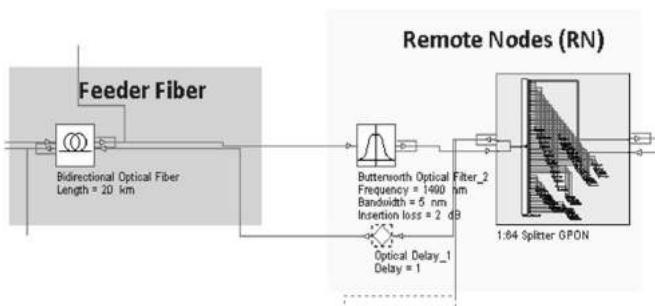 Remote Nodes (RN)
Feeder Fiber
Bidirectional Optical Fiber
Length = 20 km
Butterworth Optical Filter_2
Frequency = 1490 nm
Bandwidth = 5 nm
Insertion loss = 2 dB
Optical Delay_1
Delay = 1
1:64 Splitter GPON